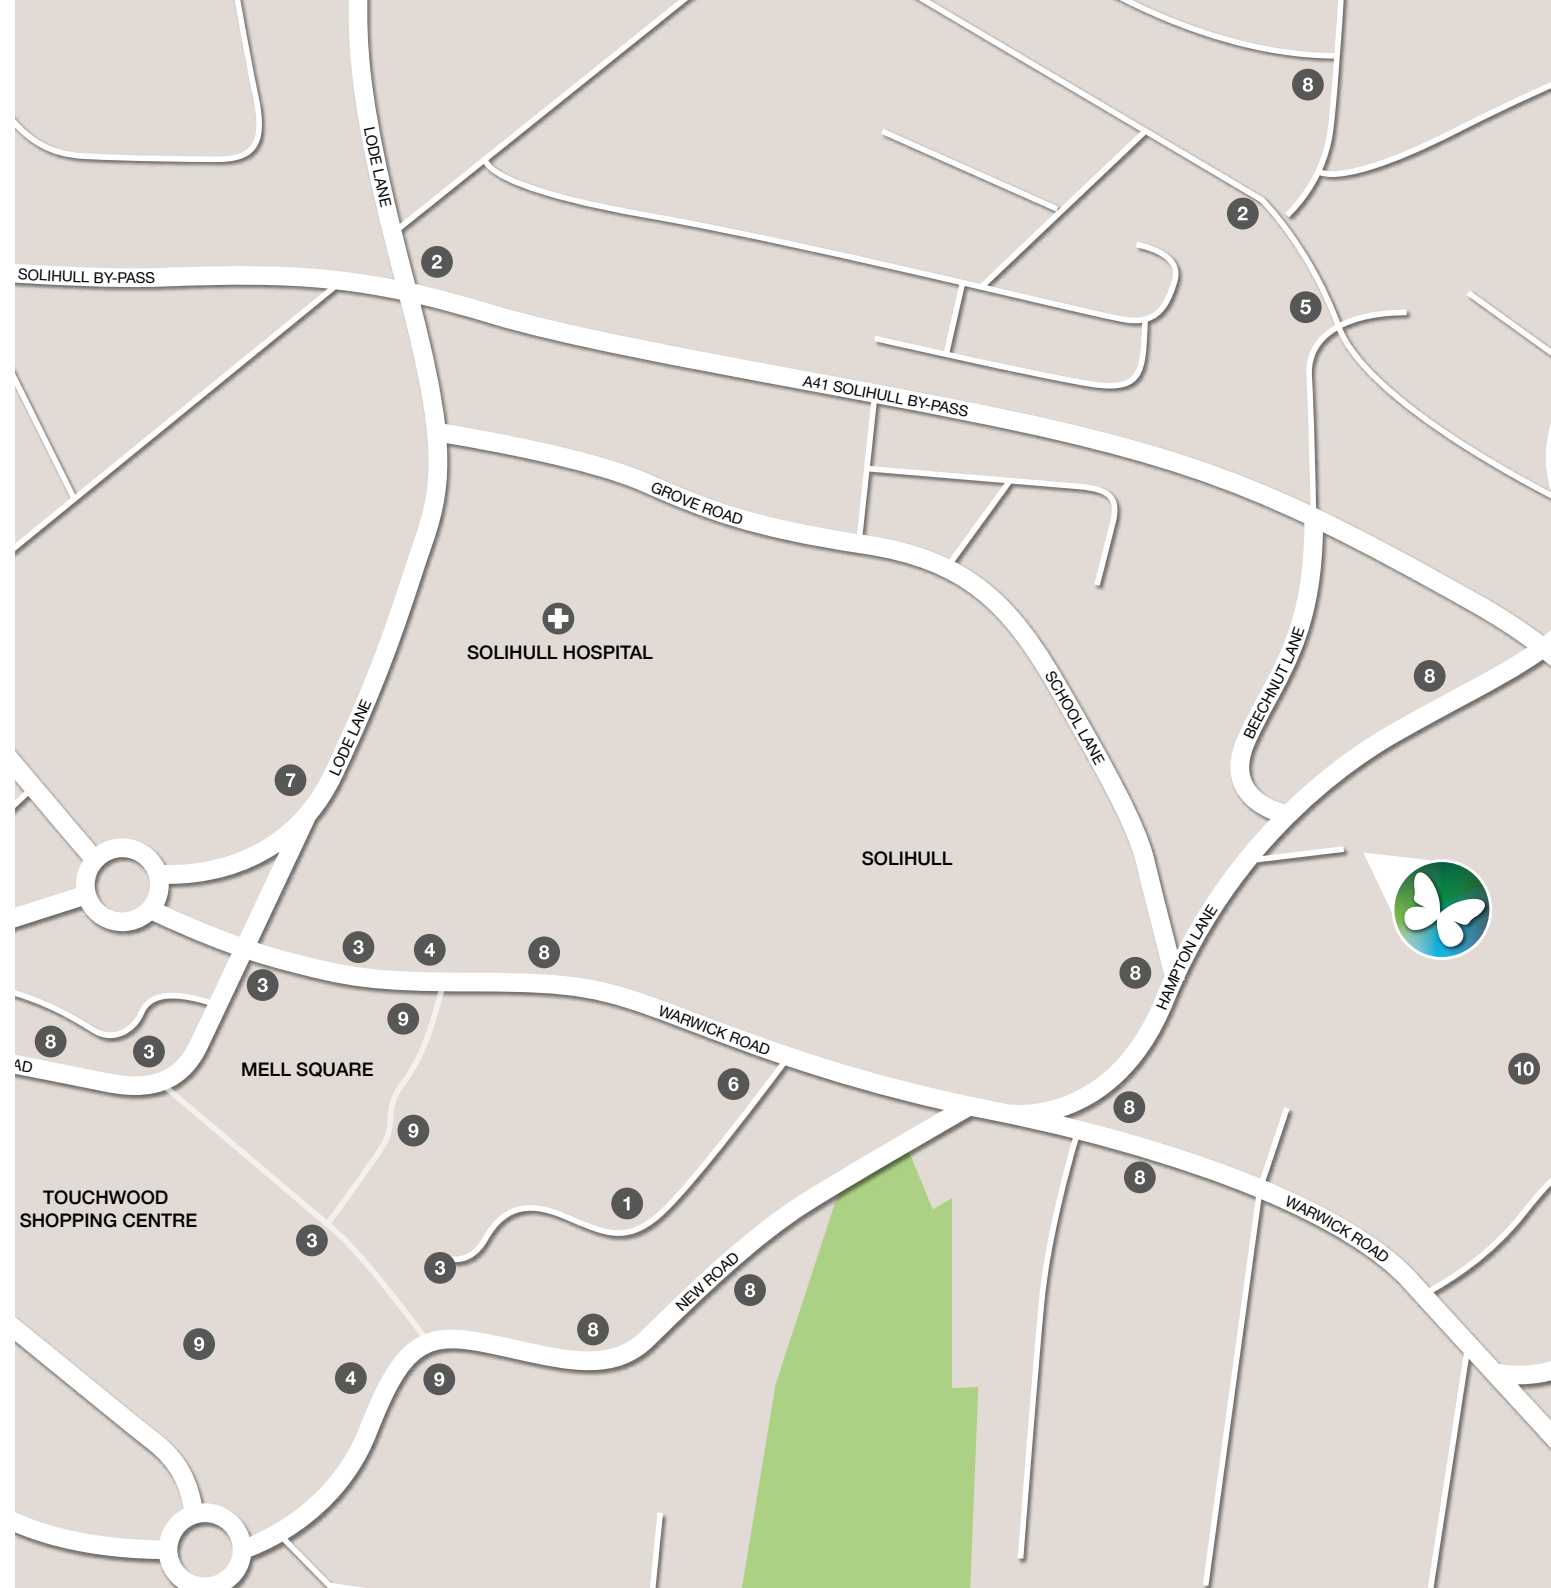 8
LODE LANE
2
2
SOLIHULL BY-PASS
5
A41 SOLIHULL BY-PASS
GROVE ROAD
SOLIHULL HOSPITAL
BEECHNUT LANE
8
SCHOOL LANE
LODE LANE
7
SOLIHULL
HAMPTON LANE
3
4
8
8
3
9
WARWICK ROAD
8
3
AD
MELL SQUARE
10
6
8
9
8
TOUCHWOOD
SHOPPING CENTRE
1
WARWICK ROAD
3
3
NEW ROAD
8
8
9
4
9